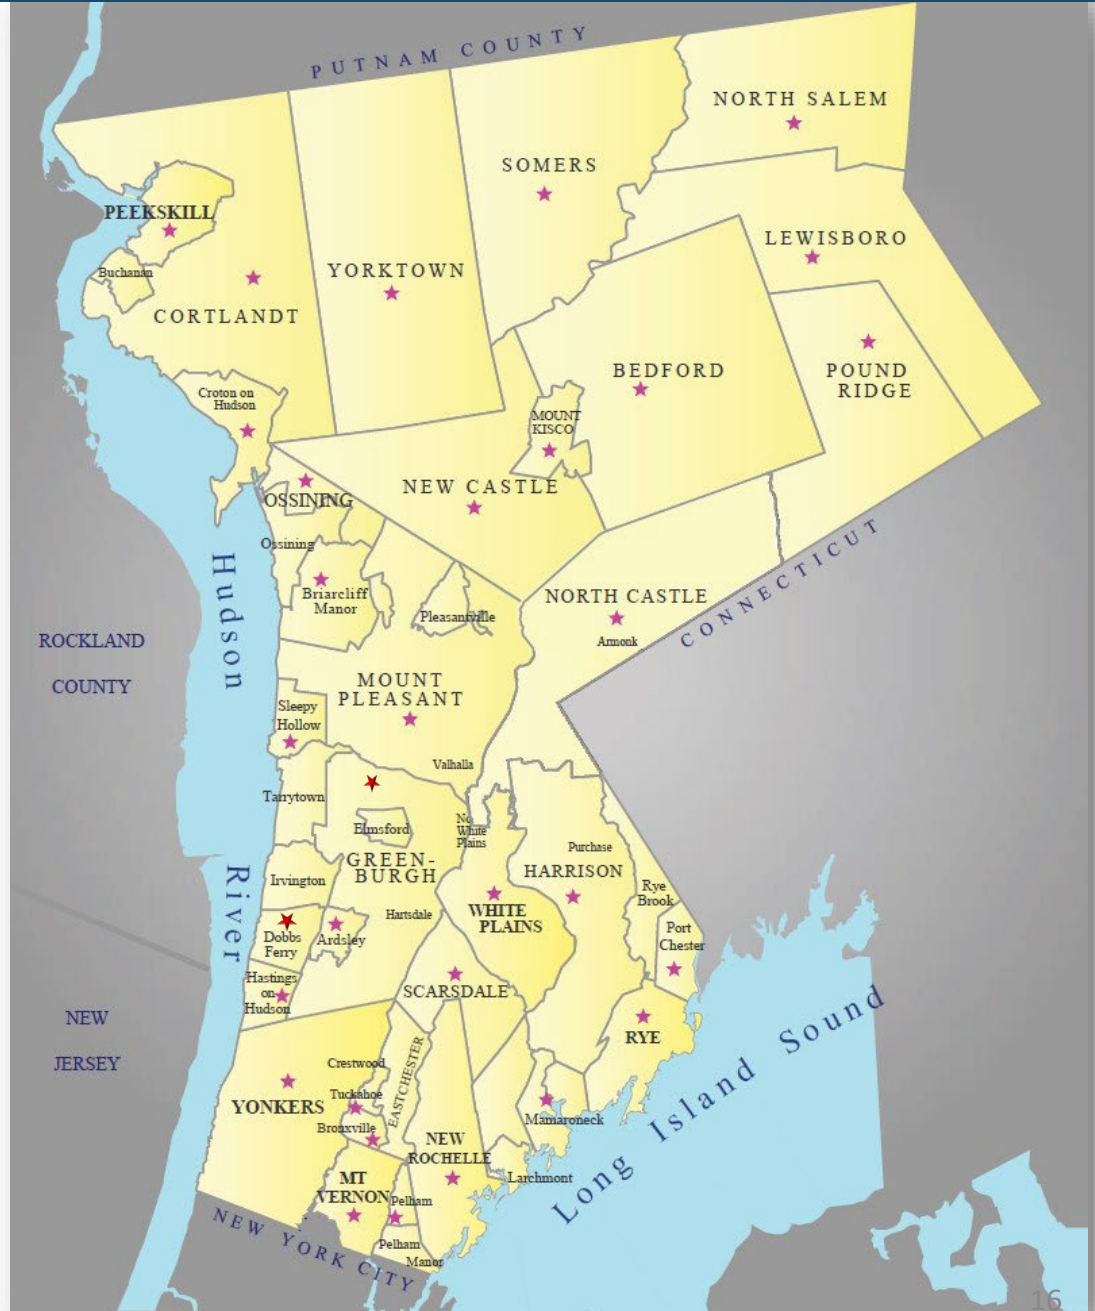 PUTNAM COUNTY
NORTH SALEM
SOMERS
PEEKSKILL
LEWISBORO
YORKTOWN
Buchanan
CORTLANDT
BEDFORD
POUND
RIDGE
Croton on
Hudson
MOUNT
KISCO
NEW CASTLE
OSSINING
Ossining
CONNECTICUT
Briarcliff
Manor
NORTH CASTLE
Armonk
Pleasantville
Hudson
ROCKLAND
COUNTY
MOUNT
PLEASANT
Sleepy
Hollow
Valhalla
Tarrytown
Elmsford
No
White
Plains
GREEN-
BURGH
Purchase
HARRISON
Irvington
River
Rye
Brook
Hartsdale
WHITE
PLAINS
Dobbs
Ferry
Ardsley
Port
Chester
Hastings
on
Hudson
SCARSDALE
NEW
JERSEY
RYE
Long Island Sound
Crestwood
EASTCHESTER
Tuckahoe
YONKERS
Bronxville
Mamaroneck
NEW
ROCHELLE
Larchmont
MT
VERNON
Pelham
Pelham
Manor
NEW YORK CITY
16